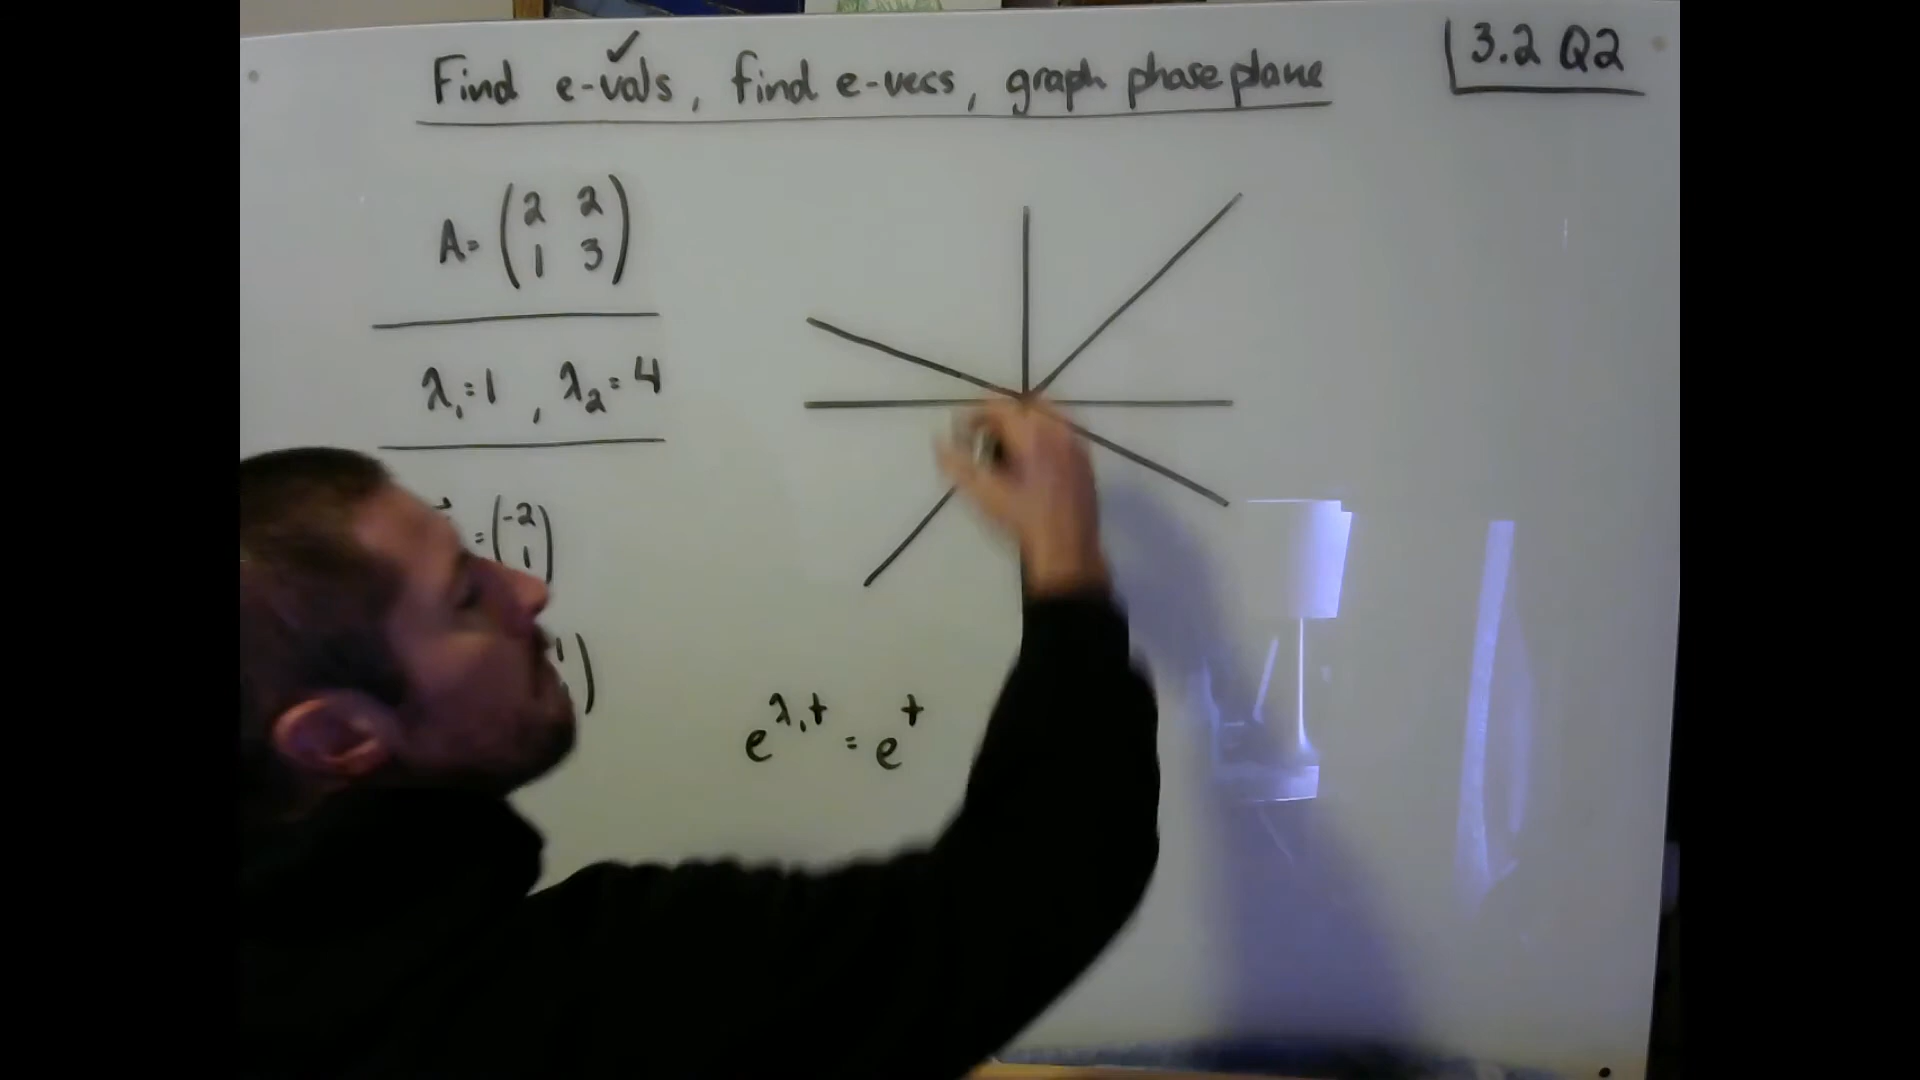 3.2 Q2
Find e-vals, find e-vecs, graph phase plane
A= (2 2
1 3)
λ₁=1 , λ₂=4
=(-2
1)
e^λ₁t = e^t